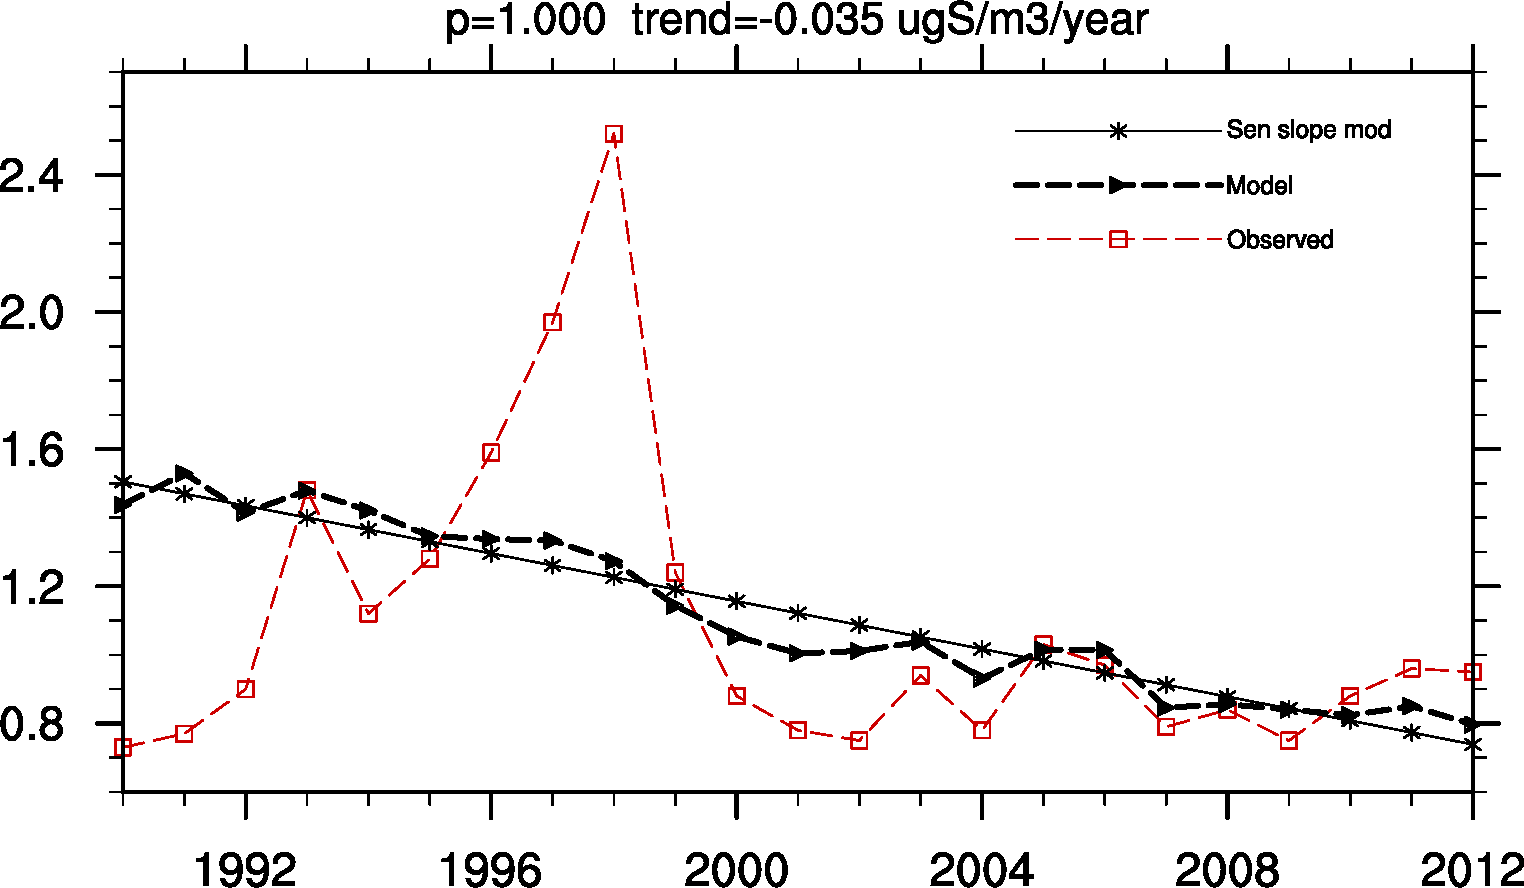 p=1.000 trend=-0.035 ugS/m3/year
Sen slope mod
Model
Observed
2.4
2.0
1.6
1.2
0.8
1992 1996 2000 2004 2008 2012